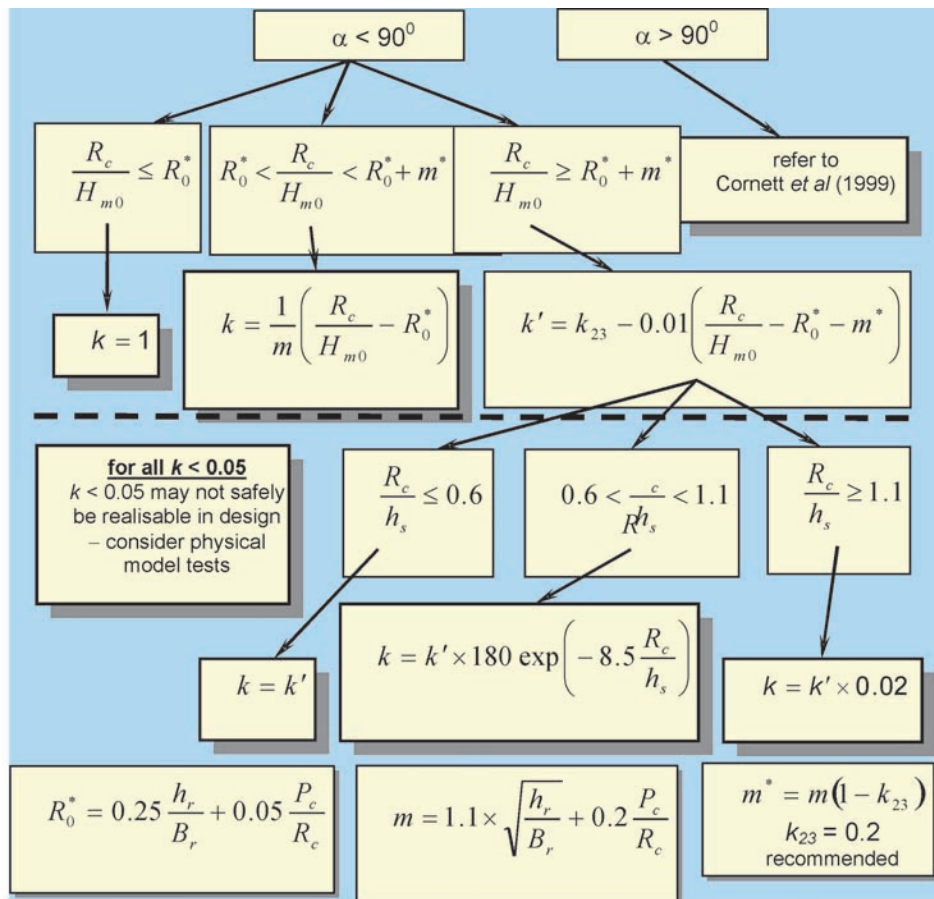 α < 90⁰
α > 90⁰
R_c / H_m0 ≤ R_0^*
R_0^* < R_c / H_m0 < R_0^* + m^*
R_c / H_m0 ≥ R_0^* + m^*
refer to
Cornett et al (1999)
k = 1
k = 1/m ( R_c / H_m0 − R_0^* )
k′ = k_23 − 0.01 ( R_c / H_m0 − R_0^* − m^* )
for all k < 0.05
k < 0.05 may not safely
be realisable in design
– consider physical
model tests
R_c / h_s ≤ 0.6
0.6 < _c / h_s < 1.1
R
R_c / h_s ≥ 1.1
k = k′
k = k′ × 180 exp ( − 8.5 R_c / h_s )
k = k′ × 0.02
R_0^* = 0.25 h_r / B_r + 0.05 P_c / R_c
m = 1.1 × √(h_r / B_r) + 0.2 P_c / R_c
m^* = m(1 − k_23)
k_23 = 0.2
recommended